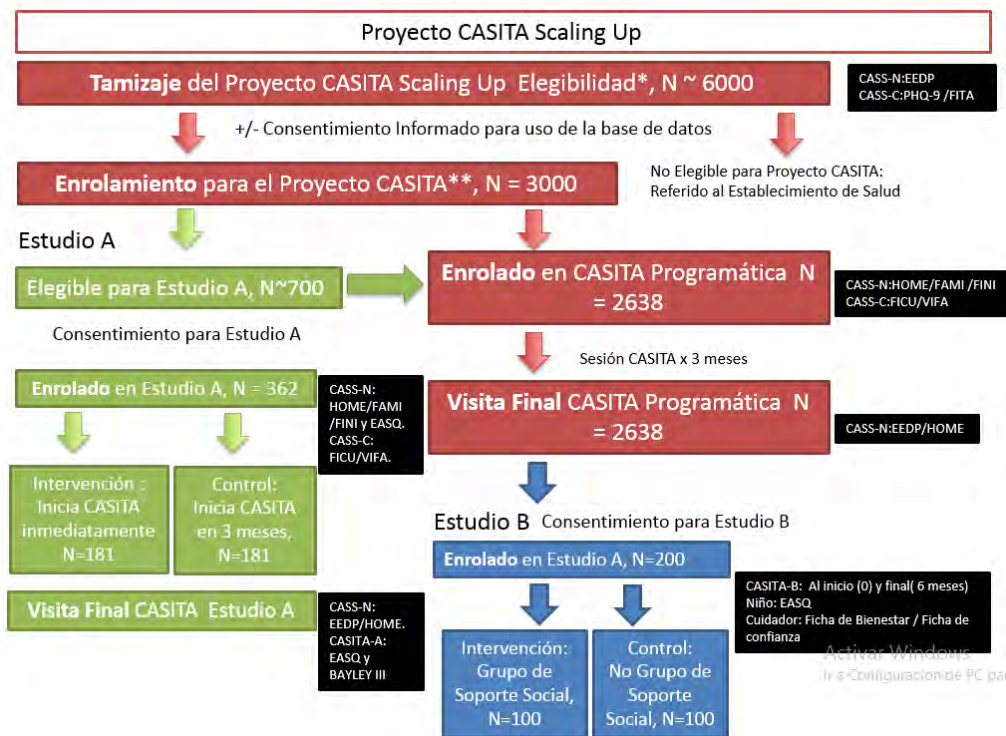 Proyecto CASITA Scaling Up
Tamizaje del Proyecto CASITA Scaling Up Elegibilidad*, N ~ 6000
CASS-N:EEDP
CASS-C:PHQ-9 /FITA
+/- Consentimiento Informado para uso de la base de datos
No Elegible para Proyecto CASITA:
Referido al Establecimiento de Salud
Enrolamiento para el Proyecto CASITA**, N = 3000
Estudio A
Elegible para Estudio A, N~700
Enrolado en CASITA Programática N
= 2638
CASS-N:HOME/FAMI /FINI
CASS-C:FICU/VIFA
Consentimiento para Estudio A
Sesión CASITA x 3 meses
Enrolado en Estudio A, N = 362
CASS-N:
HOME/FAMI
/FINI y EASQ.
CASS-C:
FICU/VIFA.
Visita Final CASITA Programática N
= 2638
CASS-N:EEDP/HOME
Intervención :
Inicia CASITA
inmediatamente
N=181
Control:
Inicia CASITA
en 3 meses,
N=181
Estudio B Consentimiento para Estudio B
Enrolado en Estudio A, N=200
CASITA-B: Al inicio (0) y final( 6 meses)
Niño: EASQ
Cuidador: Ficha de Bienestar / Ficha de
confianza
Visita Final CASITA Estudio A
CASS-N:
EEDP/HOME.
CASITA-A:
EASQ y
BAYLEY III
Intervención:
Grupo de
Soporte Social,
N=100
Control:
No Grupo de
Soporte
Social, N=100
Activar Windows
Ir a Configuración de PC pa